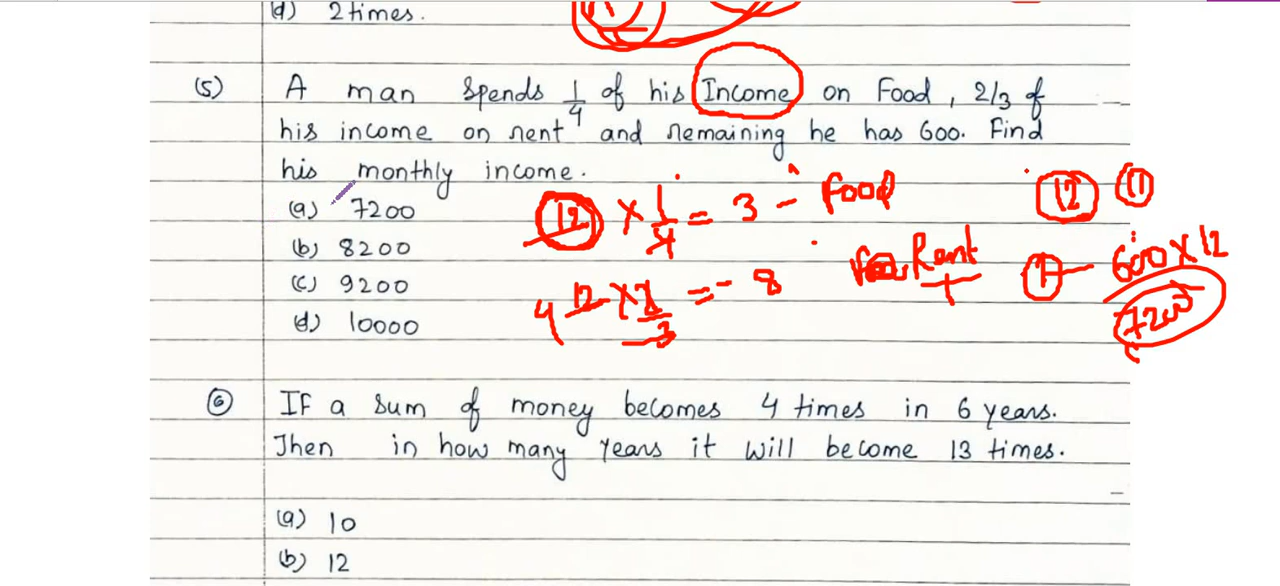 (d) 2 times.
(5) A man spends 1/4 of his Income on Food, 2/3 of
his income on rent and remaining he has 600. Find
his monthly income.
(a) 7200
(b) 8200
(c) 9200
(d) 10000
12 × 1/4 = 3 - Food
12 × 2/3 = - 8 Rent
4
12 11
1 - 600 × 12
7200
(6) If a sum of money becomes 4 times in 6 years.
Then in how many years it will become 13 times.
(a) 10
(b) 12